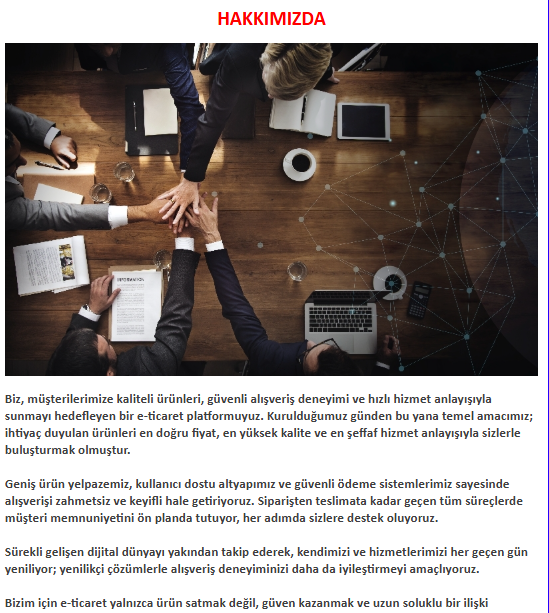 HAKKIMIZDA
INFORMATION
Biz, müşterilerimize kaliteli ürünleri, güvenli alışveriş deneyimi ve hızlı hizmet anlayışıyla
sunmayı hedefleyen bir e-ticaret platformuyuz. Kurulduğumuz günden bu yana temel amacımız;
ihtiyaç duyulan ürünleri en doğru fiyat, en yüksek kalite ve en şeffaf hizmet anlayışıyla sizlerle
buluşturmak olmuştur.
Geniş ürün yelpazemiz, kullanıcı dostu altyapımız ve güvenli ödeme sistemlerimiz sayesinde
alışverişi zahmetsiz ve keyifli hale getiriyoruz. Siparişten teslimata kadar geçen tüm süreçlerde
müşteri memnuniyetini ön planda tutuyor, her adımda sizlere destek oluyoruz.
Sürekli gelişen dijital dünyayı yakından takip ederek, kendimizi ve hizmetlerimizi her geçen gün
yeniliyor; yenilikçi çözümlerle alışveriş deneyiminizi daha da iyileştirmeyi amaçlıyoruz.
Bizim için e-ticaret yalnızca ürün satmak değil, güven kazanmak ve uzun soluklu bir ilişki